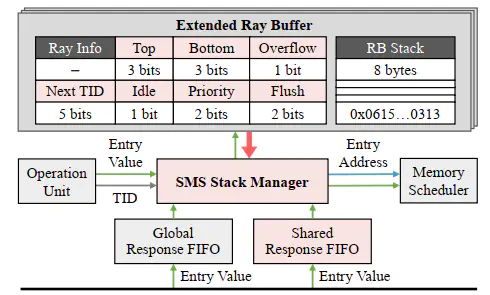 Extended Ray Buffer
Ray Info Top Bottom Overflow RB Stack
– 3 bits 3 bits 1 bit 8 bytes
Next TID Idle Priority Flush
5 bits 1 bit 2 bits 2 bits 0x0615…0313
Entry Value
Entry Address
Operation Unit
TID
SMS Stack Manager
Memory Scheduler
Global Response FIFO
Shared Response FIFO
Entry Value
Entry Value